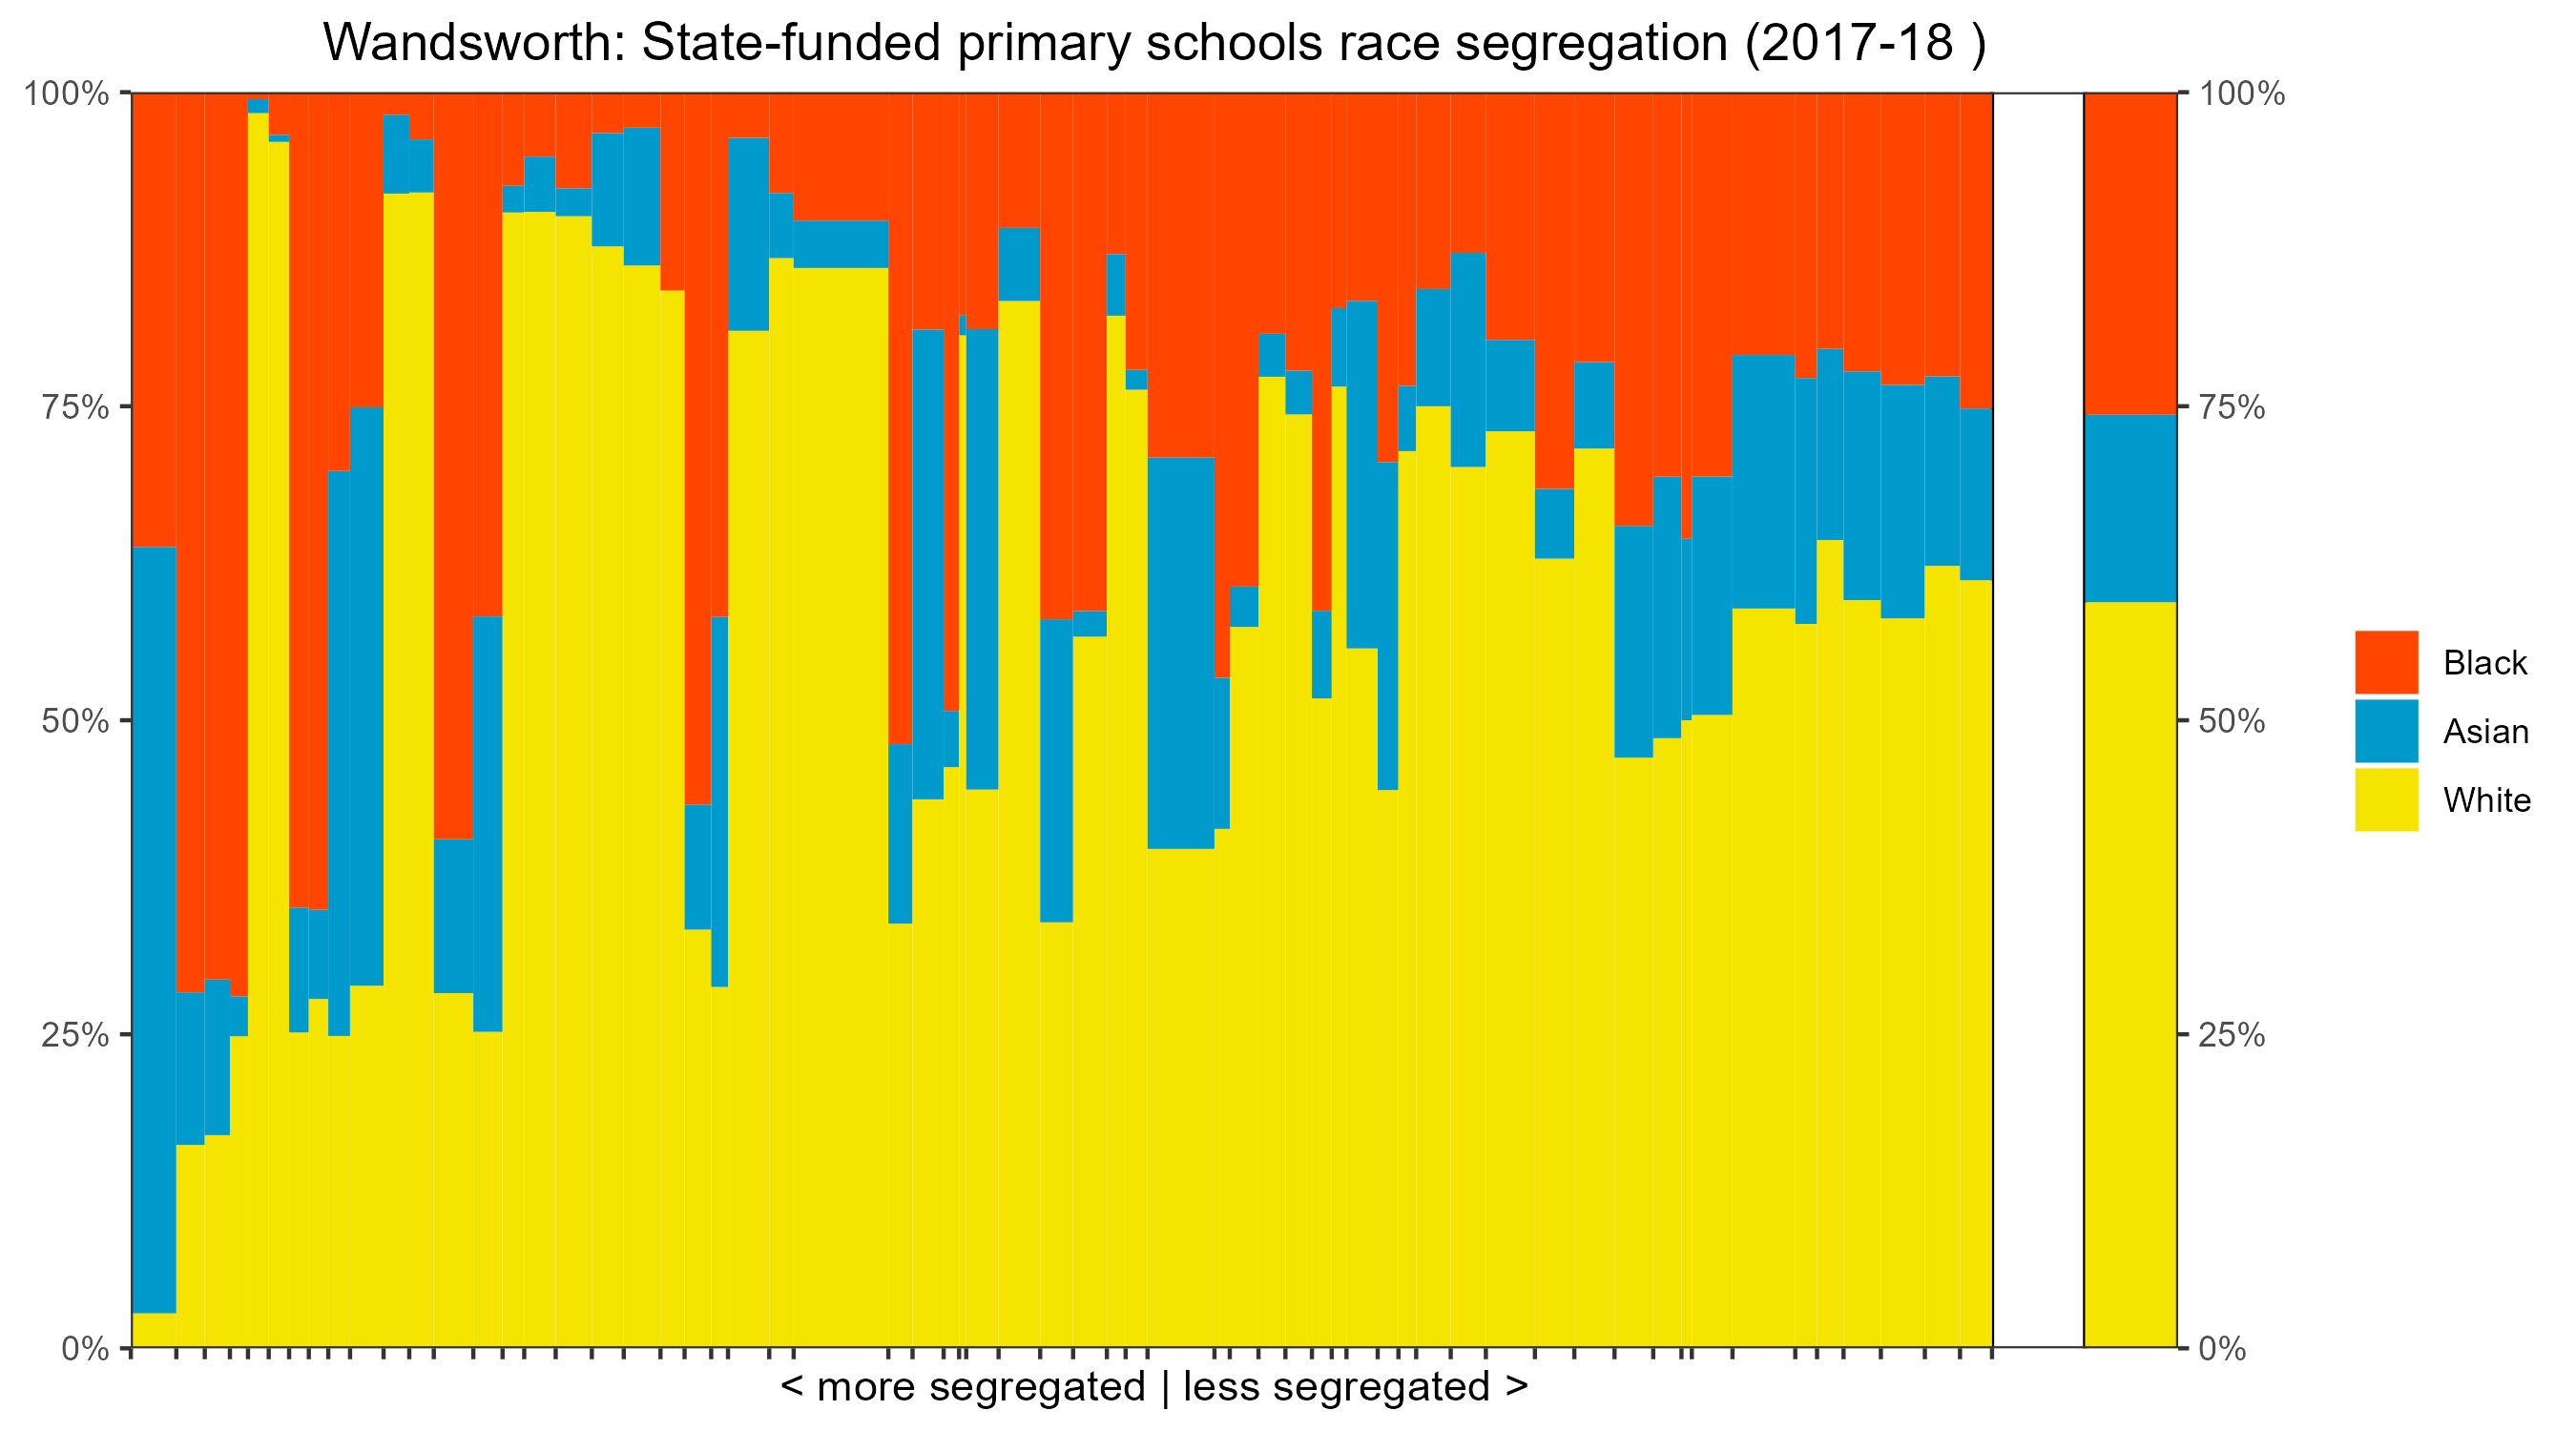 Wandsworth: State-funded primary schools race segregation (2017-18 )
100%
75%
50%
25%
0%
100%
75%
50%
25%
0%
Black
Asian
White
< more segregated | less segregated >